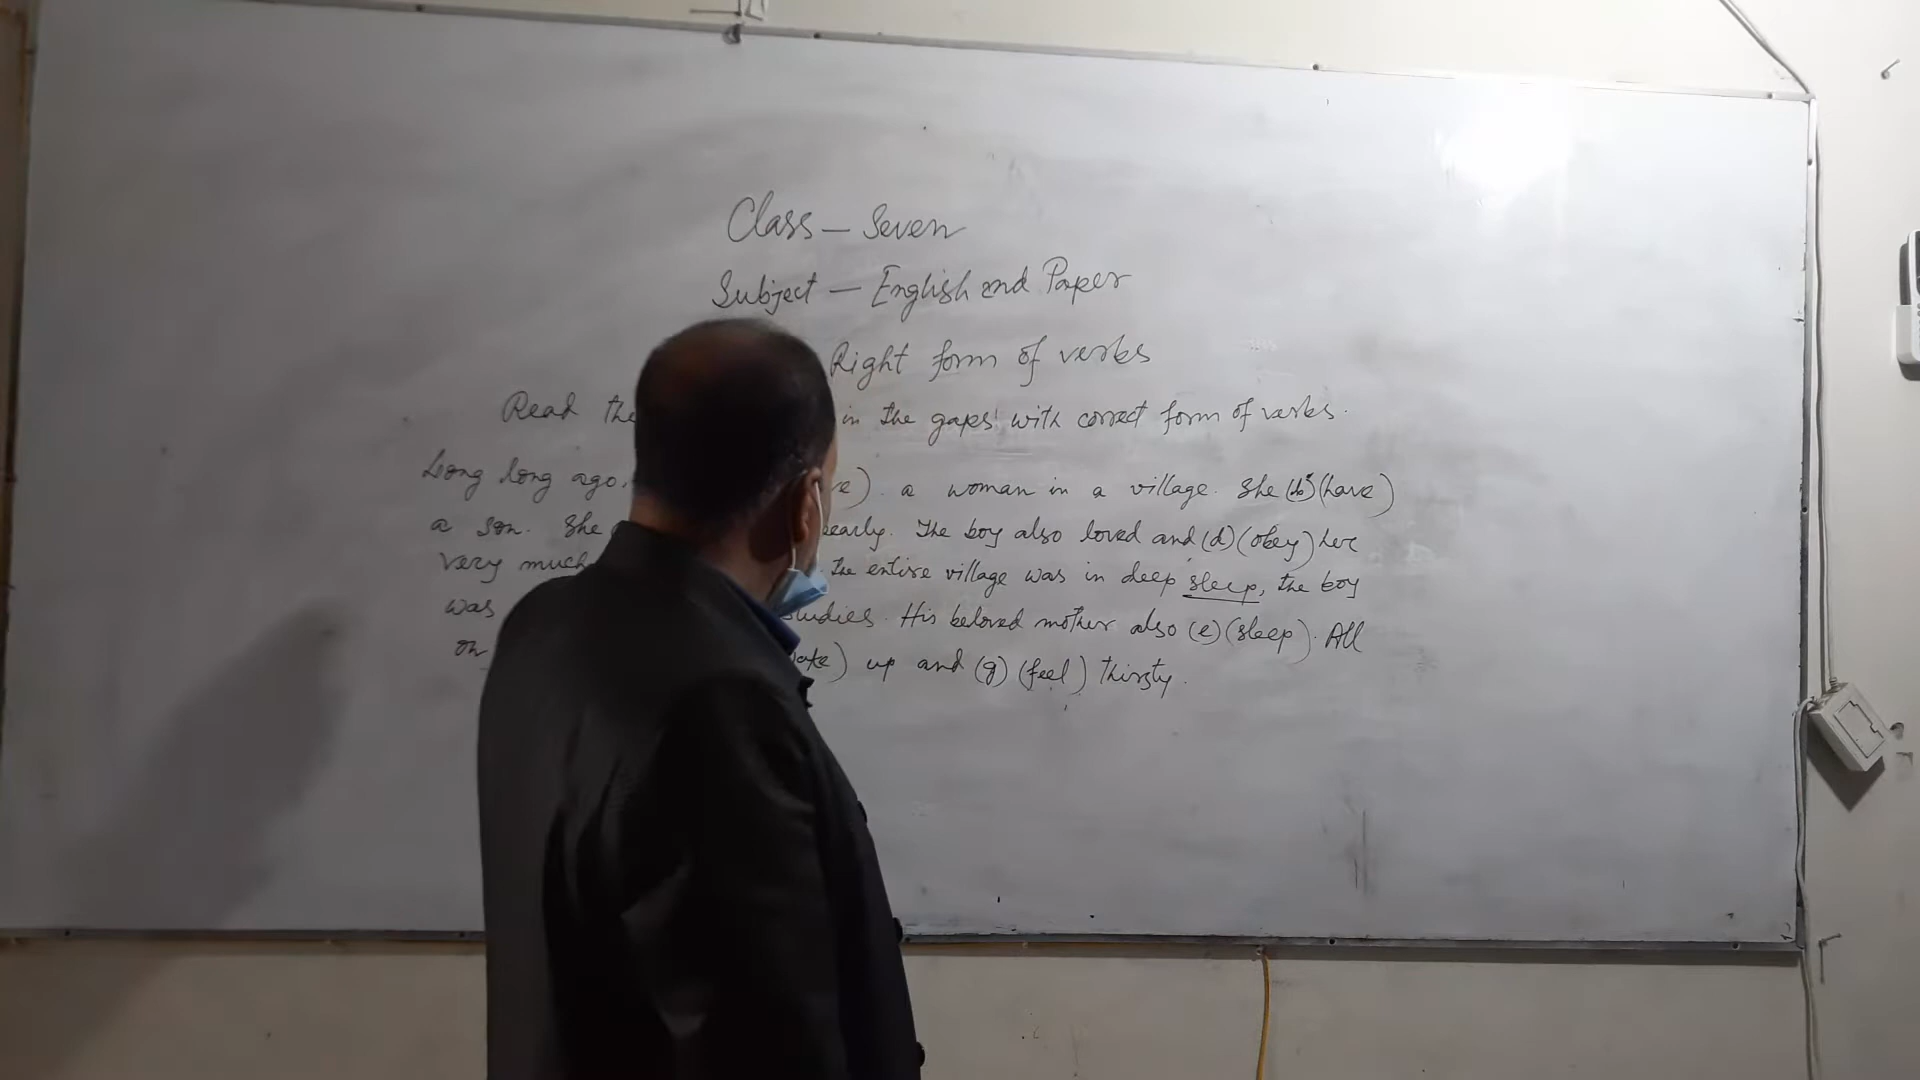 Class — Seven
Subject — English 2nd Paper
Right form of verbs
Read the in the gaps with correct form of verbs.
Long long ago, a woman in a village. She (b) (have)
a son. She dearly. The boy also loved and (d) (obey) her
very much The entire village was in deep sleep, the boy
was studies. His beloved mother also (e) (sleep). All
on up and (g) (feel) thirsty.